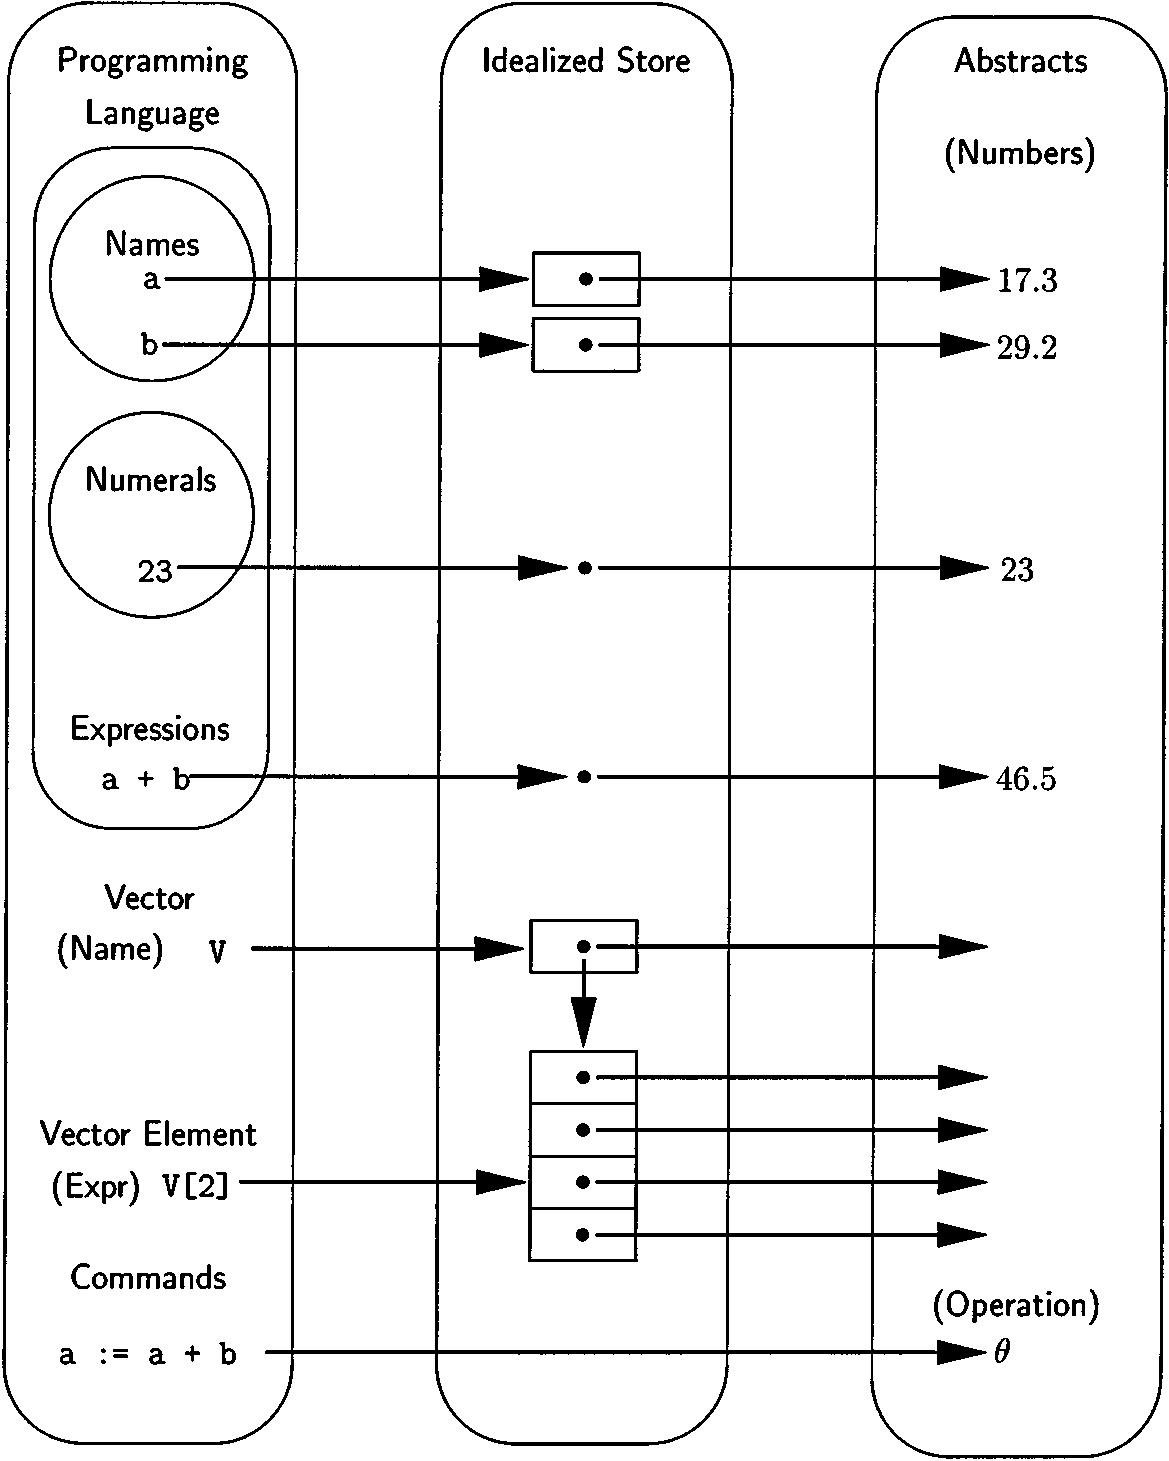 Programming
Language
Names
a
b
Numerals
23
Expressions
a + b
Vector
(Name) V
Vector Element
(Expr) V[2]
Commands
a := a + b
Idealized Store
Abstracts
(Numbers)
17.3
29.2
23
46.5
(Operation)
θ